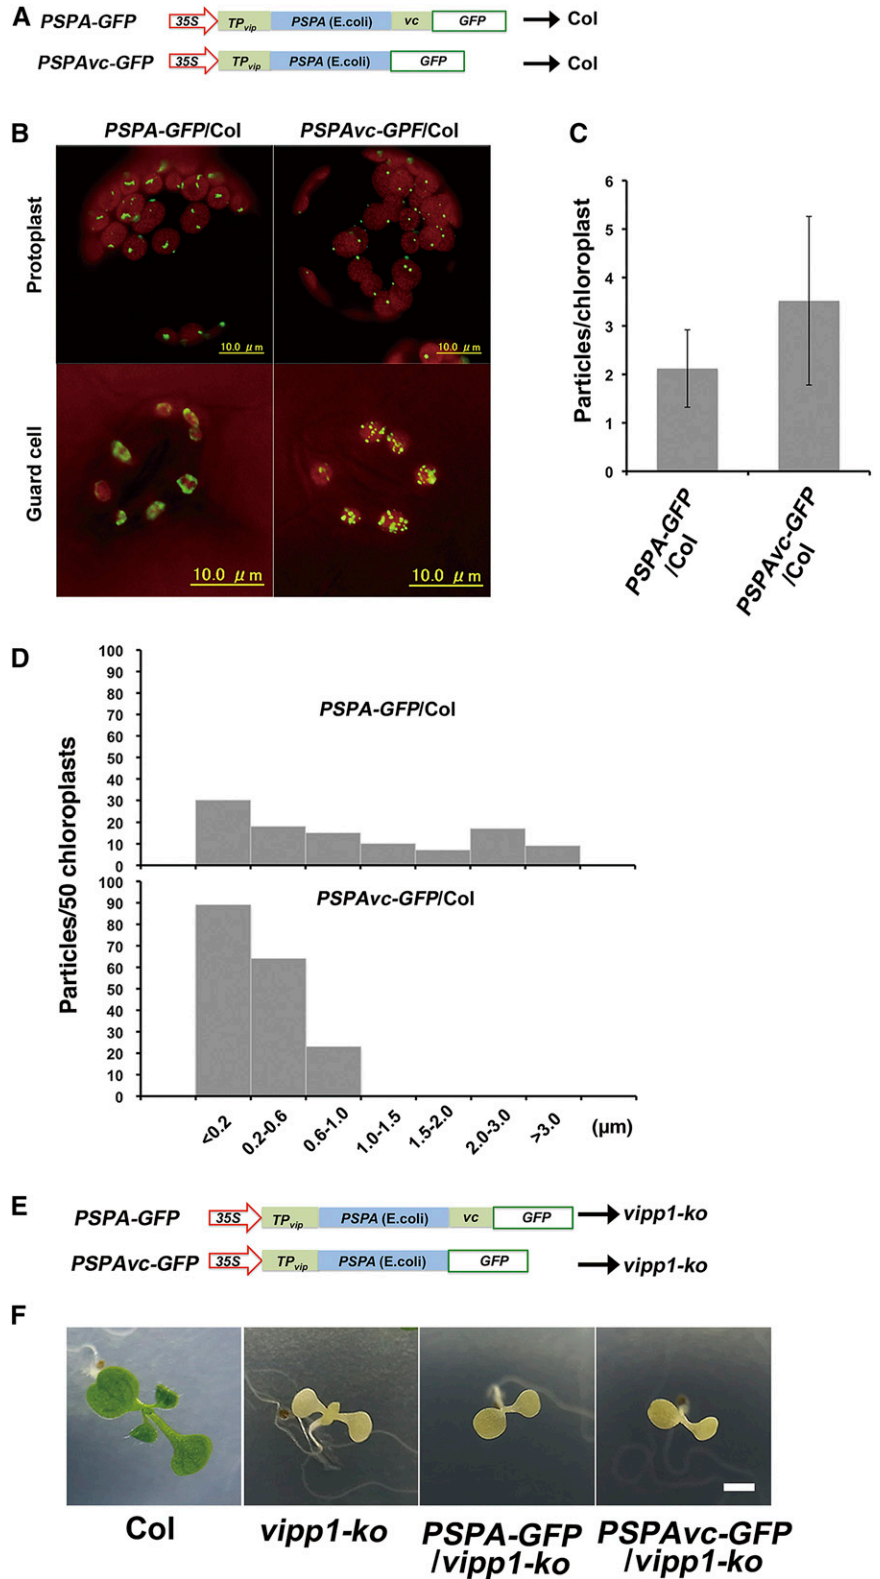 A
PSPA-GFP 35S TPvip PSPA (E.coli) vc GFP Col
PSPAvc-GFP 35S TPvip PSPA (E.coli) GFP Col
B
PSPA-GFP/Col PSPAvc-GPF/Col
Protoplast
10.0 μm 10.0 μm
Guard cell
10.0 μm 10.0 μm
C
Particles/chloroplast
6
5
4
3
2
1
0
PSPA-GFP
/Col
PSPAvc-GFP
/Col
D
Particles/50 chloroplasts
100
90
80
70
60
50
40
30
20
10
0
PSPA-GFP/Col
100
90
80
70
60
50
40
30
20
10
0
PSPAvc-GFP/Col
<0.2 0.2-0.6 0.6-1.0 1.0-1.5 1.5-2.0 2.0-3.0 >3.0 (μm)
E
PSPA-GFP 35S TPvip PSPA (E.coli) vc GFP vipp1-ko
PSPAvc-GFP 35S TPvip PSPA (E.coli) GFP vipp1-ko
F
Col vipp1-ko PSPA-GFP
/vipp1-ko
PSPAvc-GFP
/vipp1-ko